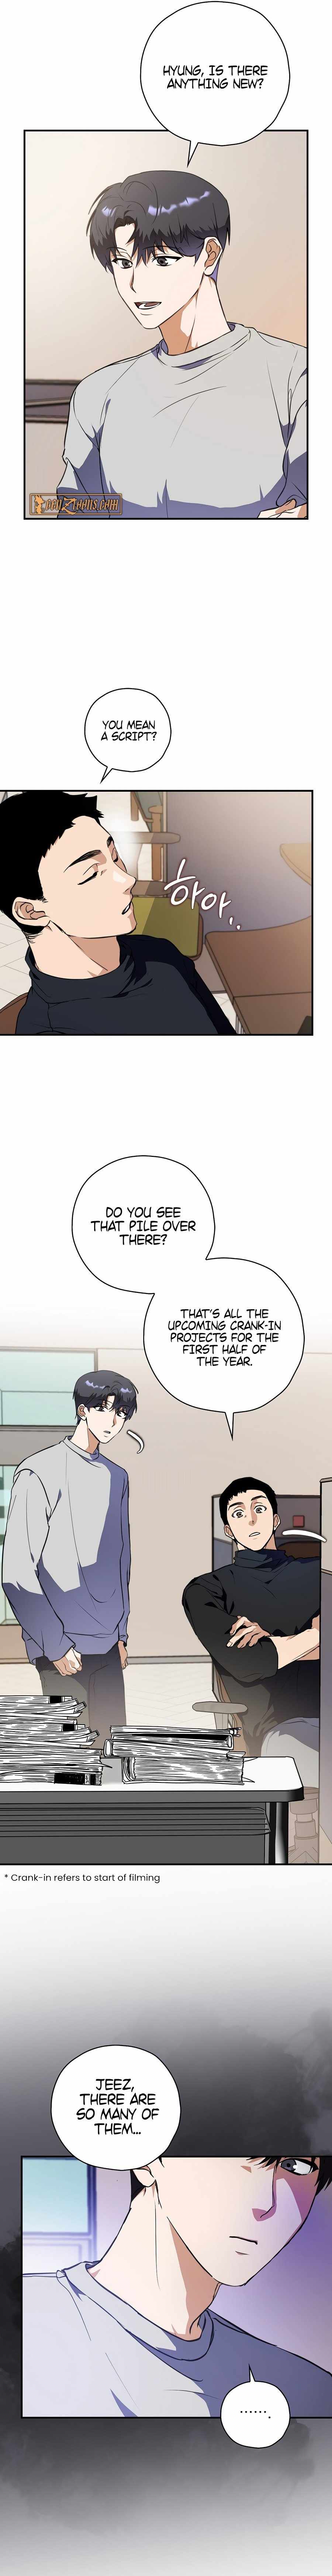 HYUNG, IS THERE
ANYTHING NEW?
YOU MEAN
A SCRIPT?
하아..
DO YOU SEE
THAT PILE OVER
THERE?
THAT'S ALL THE
UPCOMING CRANK-IN
PROJECTS FOR THE
FIRST HALF OF
THE YEAR.
* Crank-in refers to start of filming
JEEZ,
THERE ARE
SO MANY OF
THEM...
......